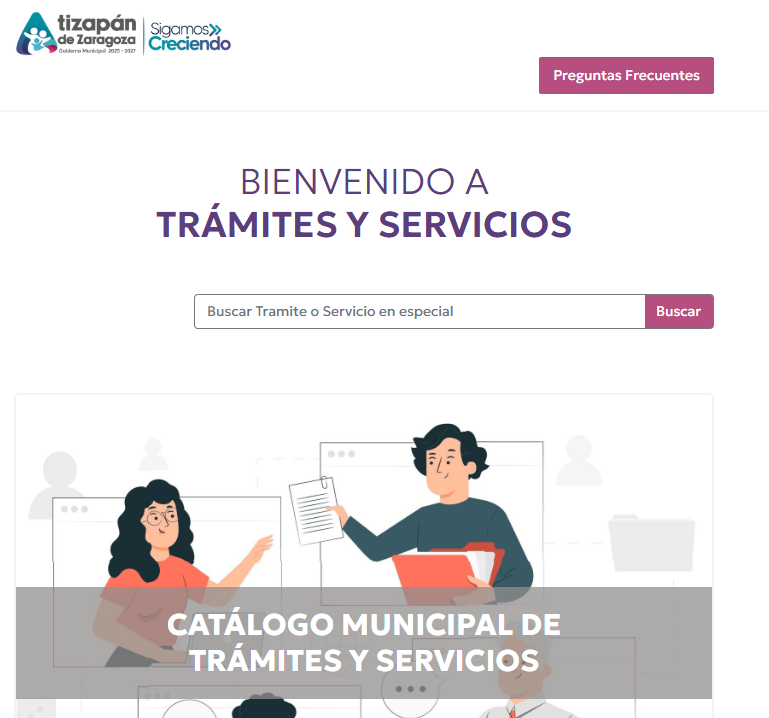 tizapán
de Zaragoza
Gobierno Municipal 2025 - 2027
Sigamos
Creciendo
Preguntas Frecuentes
BIENVENIDO A
TRÁMITES Y SERVICIOS
Buscar Tramite o Servicio en especial
Buscar
CATÁLOGO MUNICIPAL DE
TRÁMITES Y SERVICIOS